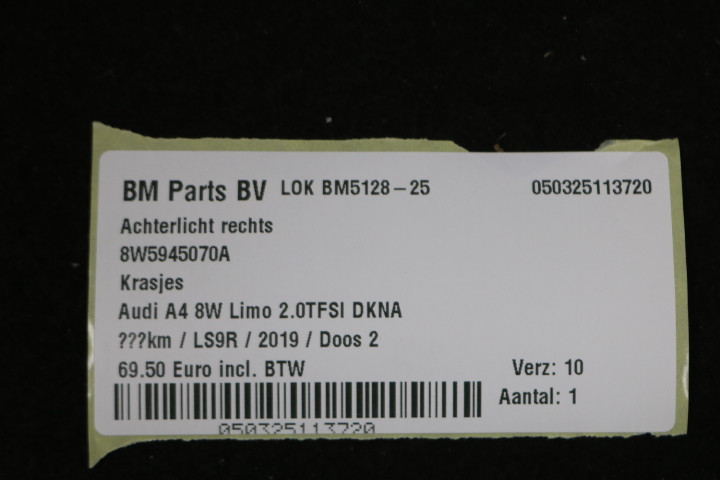 BM Parts BV LOK BM5128-25 050325113720
Achterlicht rechts
8W5945070A
Krasjes
Audi A4 8W Limo 2.0TFSI DKNA
???km / LS9R / 2019 / Doos 2
69.50 Euro incl. BTW Verz: 10
Aantal: 1
050325113720